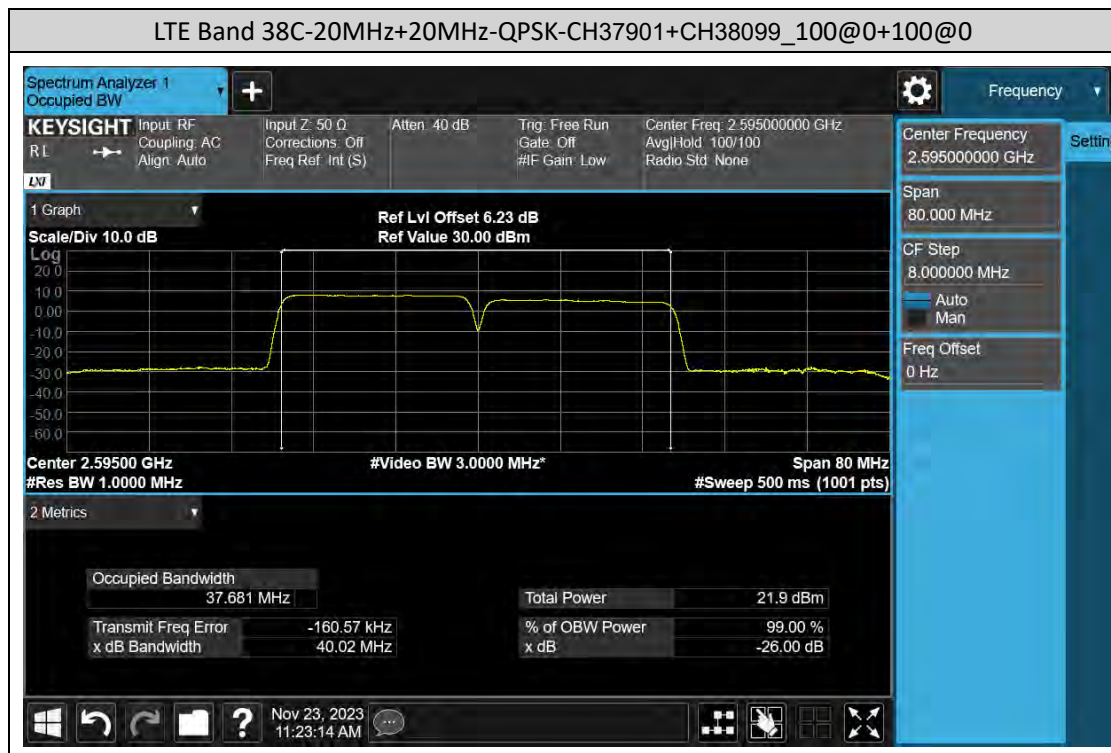 LTE Band 38C-20MHz+20MHz-QPSK-CH37901+CH38099_100@0+100@0
Spectrum Analyzer 1
Occupied BW
+
Frequency
KEYSIGHT
RL
LXI
Input: RF
Coupling: AC
Align: Auto
Input Z: 50 Ω
Corrections: Off
Freq Ref: Int (S)
Atten: 40 dB
Trig: Free Run
Gate: Off
#IF Gain: Low
Center Freq: 2.595000000 GHz
Avg|Hold: 100/100
Radio Std: None
Center Frequency
2.595000000 GHz
Settin
Span
80.000 MHz
CF Step
8.000000 MHz
Auto
Man
Freq Offset
0 Hz
1 Graph
Scale/Div 10.0 dB
Ref Lvl Offset 6.23 dB
Ref Value 30.00 dBm
Log
20.0
10.0
0.00
-10.0
-20.0
-30.0
-40.0
-50.0
-60.0
Center 2.59500 GHz
#Video BW 3.0000 MHz*
Span 80 MHz
#Res BW 1.0000 MHz
#Sweep 500 ms (1001 pts)
2 Metrics
Occupied Bandwidth
37.681 MHz
Total Power 21.9 dBm
Transmit Freq Error -160.57 kHz
% of OBW Power 99.00 %
x dB Bandwidth 40.02 MHz
x dB -26.00 dB
?
Nov 23, 2023
11:23:14 AM